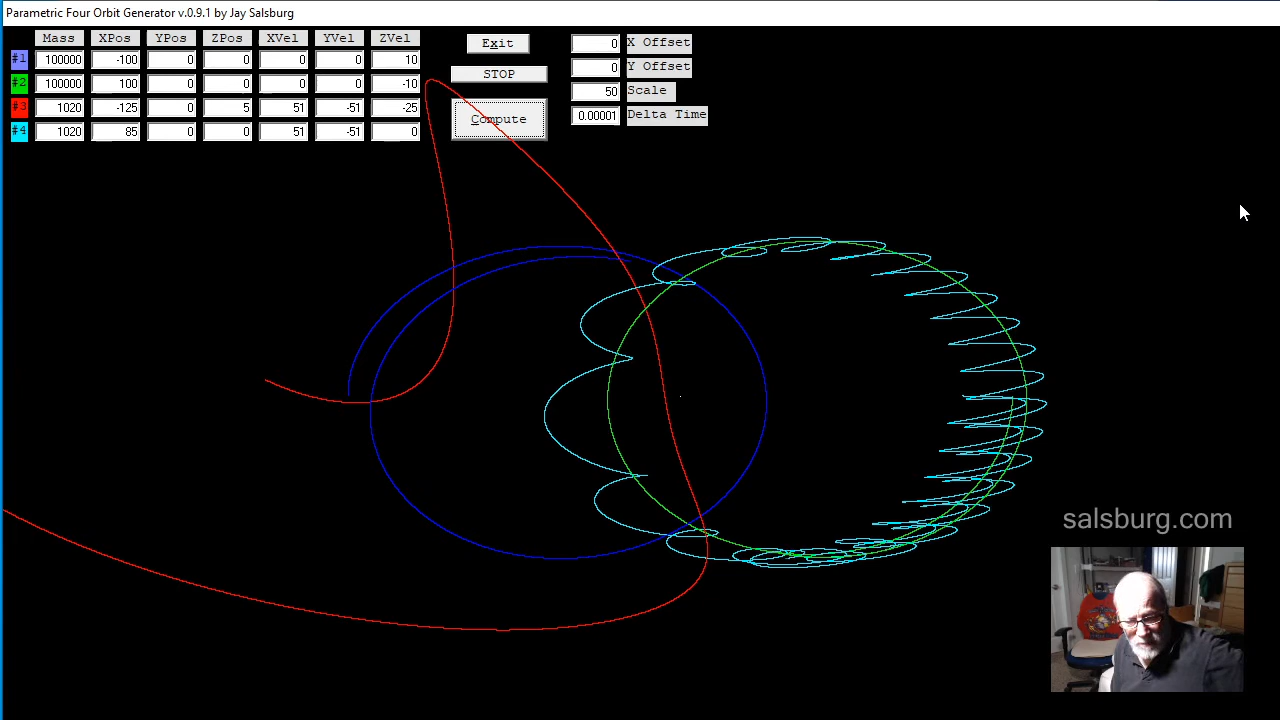 Parametric Four Orbit Generator v.0.9.1 by Jay Salsburg
Mass XPos YPos ZPos XVel YVel ZVel
#1 100000 -100 0 0 0 0 10
#2 100000 100 0 0 0 0 -10
#3 1020 -125 0 5 51 -51 -25
#4 1020 85 0 0 51 -51 0
Exit
STOP
Compute
0 X Offset
0 Y Offset
50 Scale
0.00001 Delta Time
salsburg.com